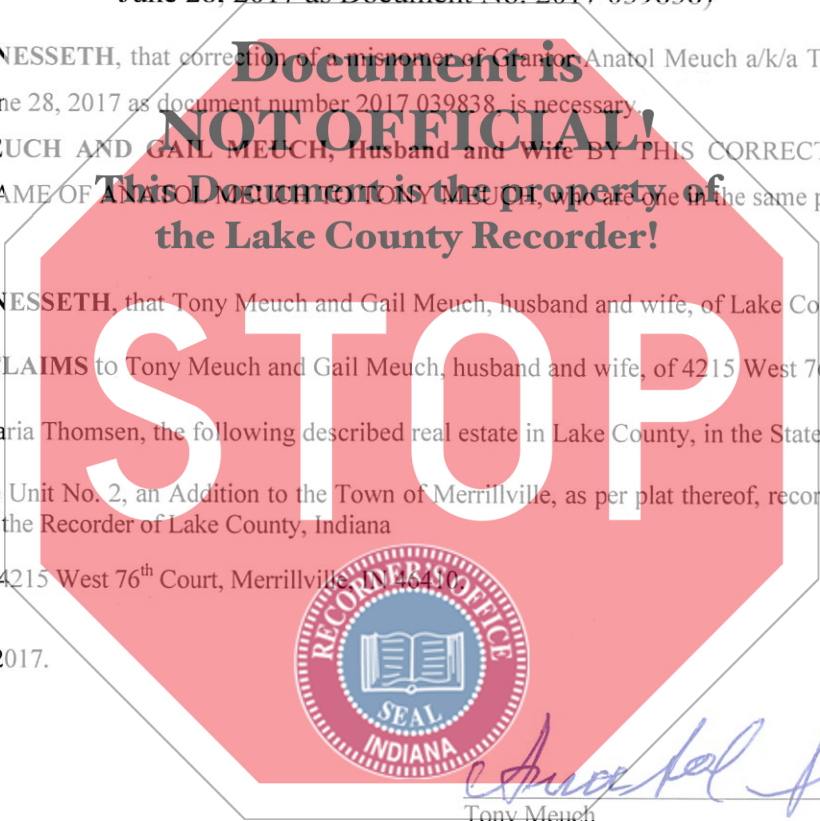 June 28, 2017 as Document No. 2017 039838)
NESSETH, that correction of a misnomer of Grantor Anatol Meuch a/k/a T
ne 28, 2017 as document number 2017 039838, is necessary.
EUCH AND GAIL MEUCH, Husband and Wife BY THIS CORRECT
AME OF ANATOL MEUCH TO TONY MEUCH, who are one in the same p
Document is
NOT OFFICIAL!
This Document is the property of
the Lake County Recorder!
NESSETH, that Tony Meuch and Gail Meuch, husband and wife, of Lake Co
LAIMS to Tony Meuch and Gail Meuch, husband and wife, of 4215 West 76
aria Thomsen, the following described real estate in Lake County, in the State
STOP
Unit No. 2, an Addition to the Town of Merrillville, as per plat thereof, recor
the Recorder of Lake County, Indiana
4215 West 76th Court, Merrillville, IN 46410.
2017.
RECORDER'S OFFICE
SEAL
INDIANA
Anatol
Tony Meuch